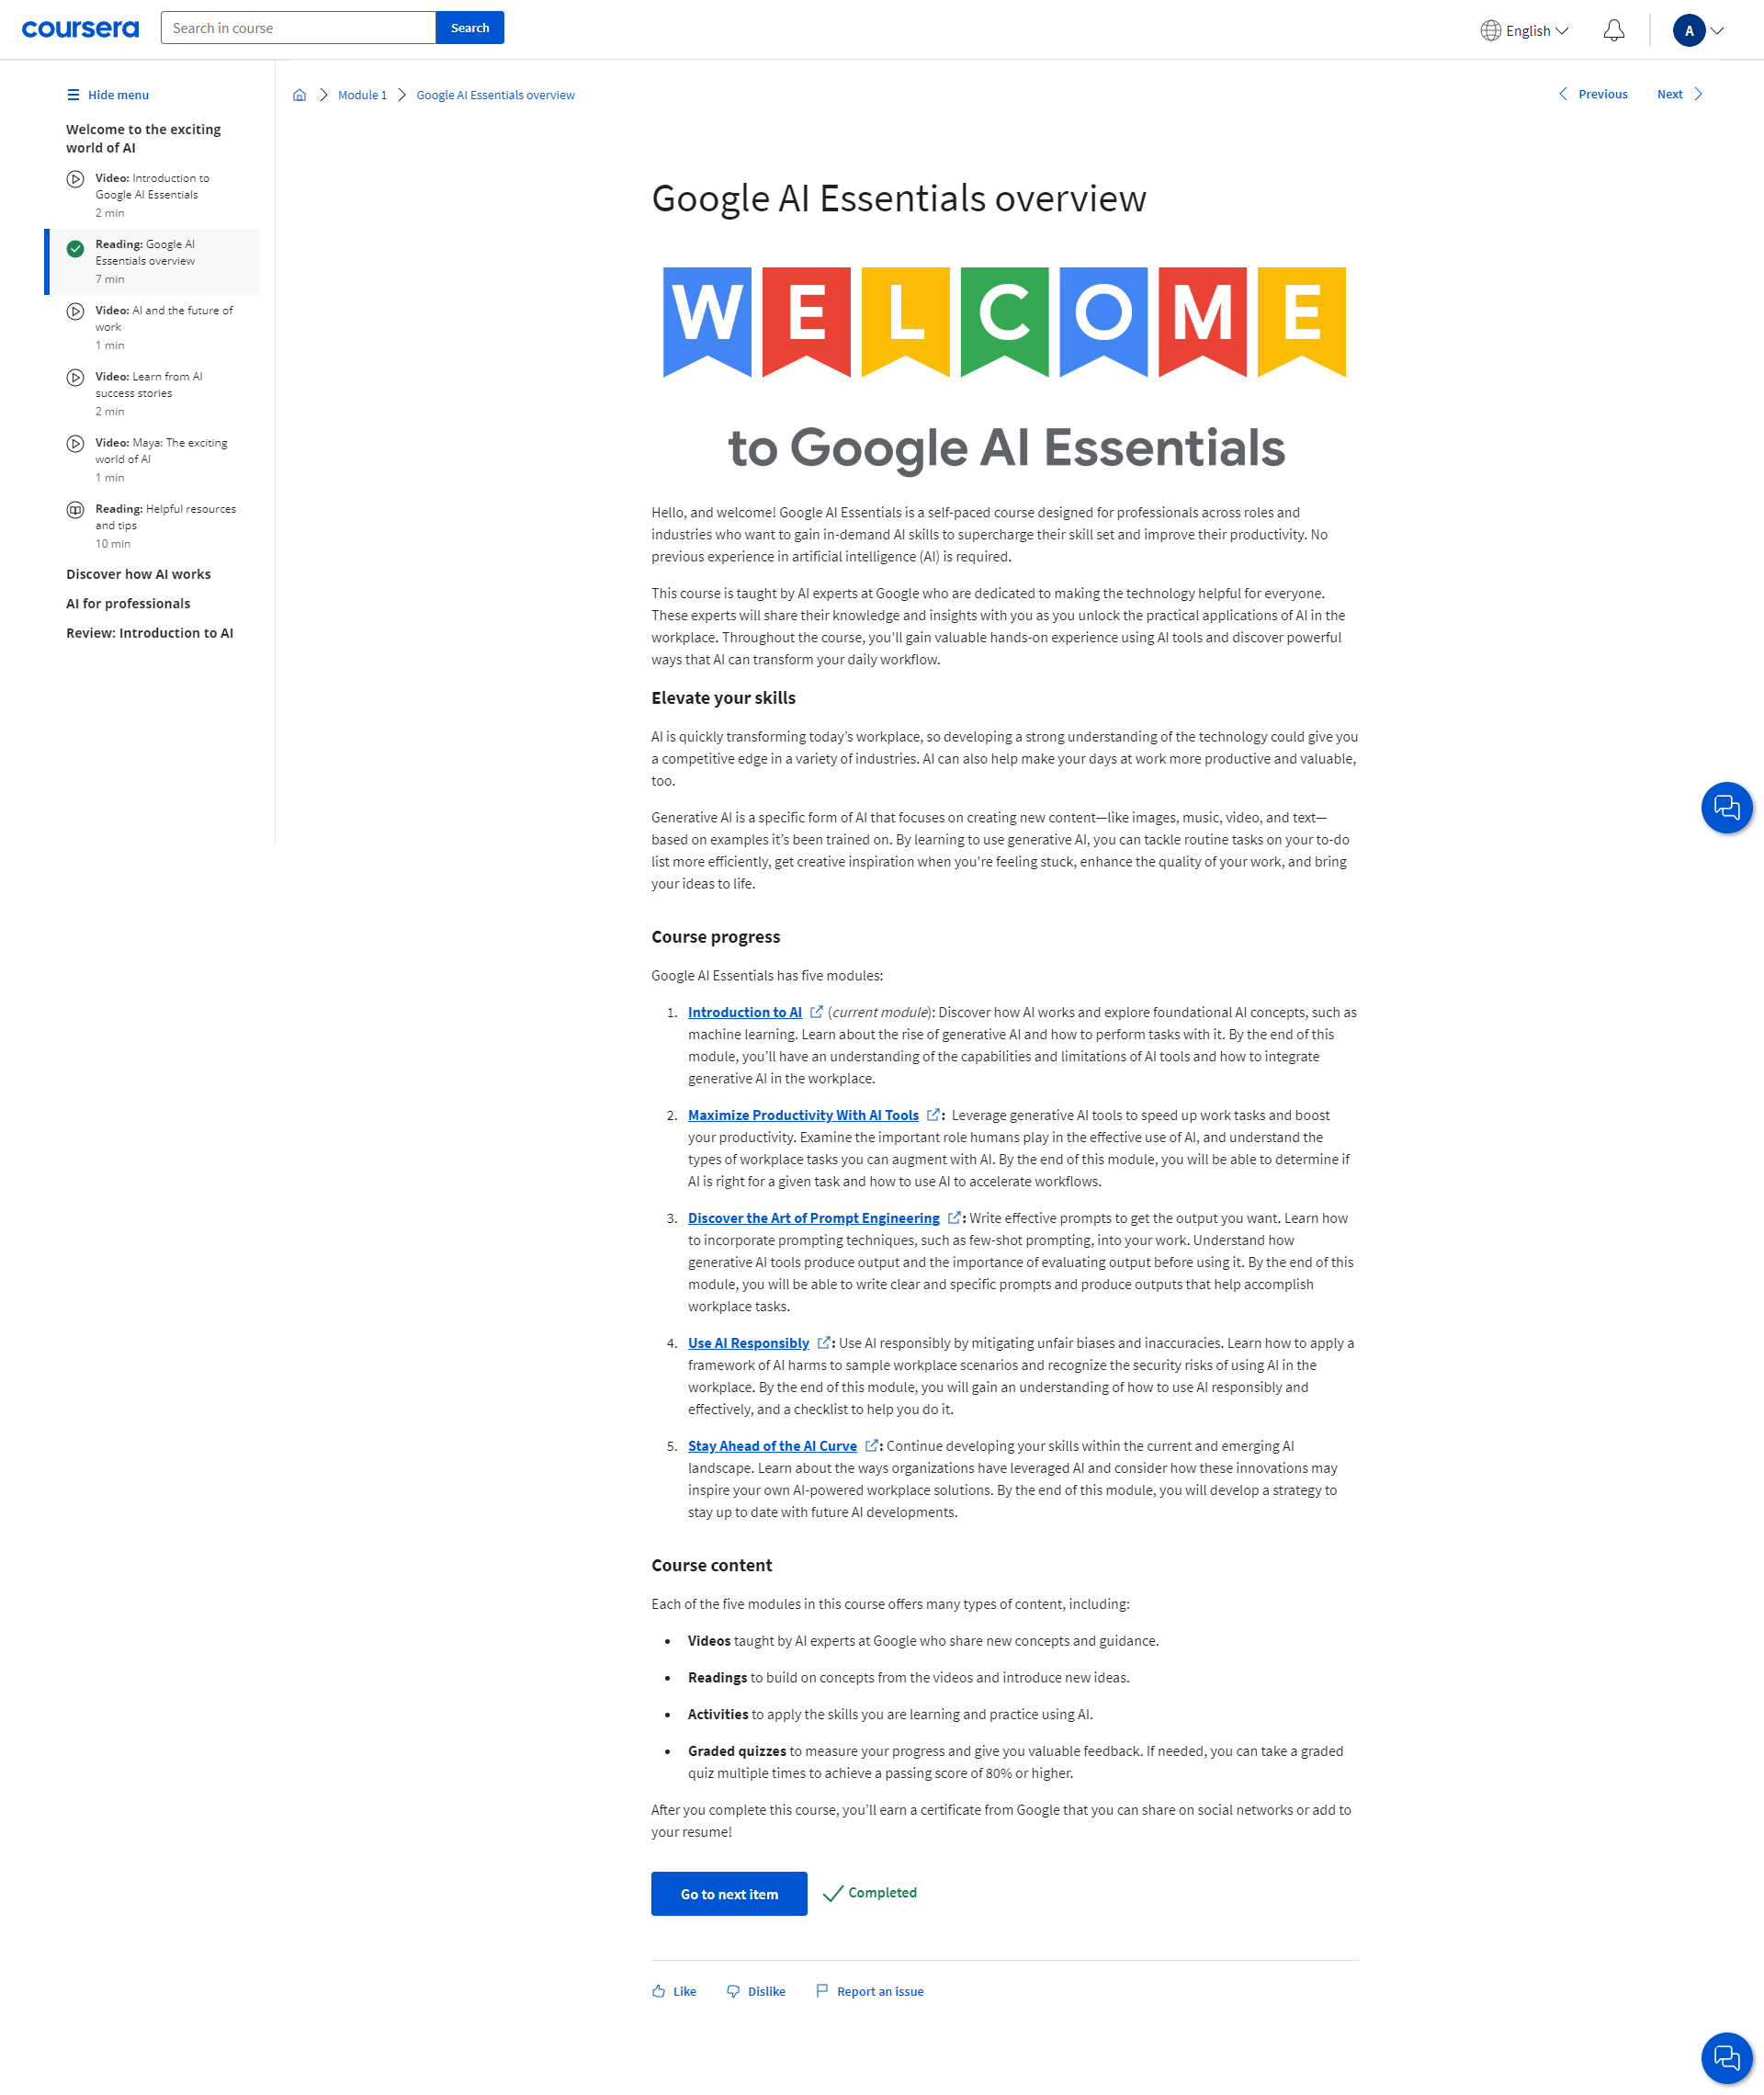 coursera
Search in course
Search
English
A
Hide menu
Module 1
Google AI Essentials overview
Previous
Next
Welcome to the exciting
world of AI
Video: Introduction to
Google AI Essentials
2 min
Reading: Google AI
Essentials overview
7 min
Video: AI and the future of
work
1 min
Video: Learn from AI
success stories
2 min
Video: Maya: The exciting
world of AI
1 min
Reading: Helpful resources
and tips
10 min
Discover how AI works
AI for professionals
Review: Introduction to AI
Google AI Essentials overview
WELCOME
to Google AI Essentials
Hello, and welcome! Google AI Essentials is a self-paced course designed for professionals across roles and
industries who want to gain in-demand AI skills to supercharge their skill set and improve their productivity. No
previous experience in artificial intelligence (AI) is required.
This course is taught by AI experts at Google who are dedicated to making the technology helpful for everyone.
These experts will share their knowledge and insights with you as you unlock the practical applications of AI in the
workplace. Throughout the course, you'll gain valuable hands-on experience using AI tools and discover powerful
ways that AI can transform your daily workflow.
Elevate your skills
AI is quickly transforming today’s workplace, so developing a strong understanding of the technology could give you
a competitive edge in a variety of industries. AI can also help make your days at work more productive and valuable,
too.
Generative AI is a specific form of AI that focuses on creating new content—like images, music, video, and text—
based on examples it’s been trained on. By learning to use generative AI, you can tackle routine tasks on your to-do
list more efficiently, get creative inspiration when you're feeling stuck, enhance the quality of your work, and bring
your ideas to life.
Course progress
Google AI Essentials has five modules:
1. Introduction to AI (current module): Discover how AI works and explore foundational AI concepts, such as
machine learning. Learn about the rise of generative AI and how to perform tasks with it. By the end of this
module, you’ll have an understanding of the capabilities and limitations of AI tools and how to integrate
generative AI in the workplace.
2. Maximize Productivity With AI Tools : Leverage generative AI tools to speed up work tasks and boost
your productivity. Examine the important role humans play in the effective use of AI, and understand the
types of workplace tasks you can augment with AI. By the end of this module, you will be able to determine if
AI is right for a given task and how to use AI to accelerate workflows.
3. Discover the Art of Prompt Engineering : Write effective prompts to get the output you want. Learn how
to incorporate prompting techniques, such as few-shot prompting, into your work. Understand how
generative AI tools produce output and the importance of evaluating output before using it. By the end of this
module, you will be able to write clear and specific prompts and produce outputs that help accomplish
workplace tasks.
4. Use AI Responsibly : Use AI responsibly by mitigating unfair biases and inaccuracies. Learn how to apply a
framework of AI harms to sample workplace scenarios and recognize the security risks of using AI in the
workplace. By the end of this module, you will gain an understanding of how to use AI responsibly and
effectively, and a checklist to help you do it.
5. Stay Ahead of the AI Curve : Continue developing your skills within the current and emerging AI
landscape. Learn about the ways organizations have leveraged AI and consider how these innovations may
inspire your own AI-powered workplace solutions. By the end of this module, you will develop a strategy to
stay up to date with future AI developments.
Course content
Each of the five modules in this course offers many types of content, including:
• Videos taught by AI experts at Google who share new concepts and guidance.
• Readings to build on concepts from the videos and introduce new ideas.
• Activities to apply the skills you are learning and practice using AI.
• Graded quizzes to measure your progress and give you valuable feedback. If needed, you can take a graded
quiz multiple times to achieve a passing score of 80% or higher.
After you complete this course, you’ll earn a certificate from Google that you can share on social networks or add to
your resume!
Go to next item
Completed
Like
Dislike
Report an issue